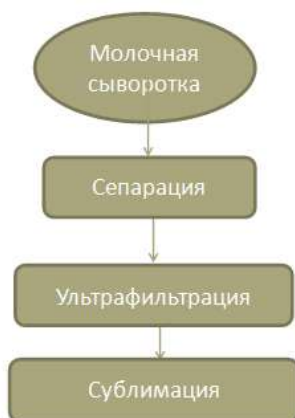 Молочная
сыворотка
Сепарация
Ультрафильтрация
Сублимация